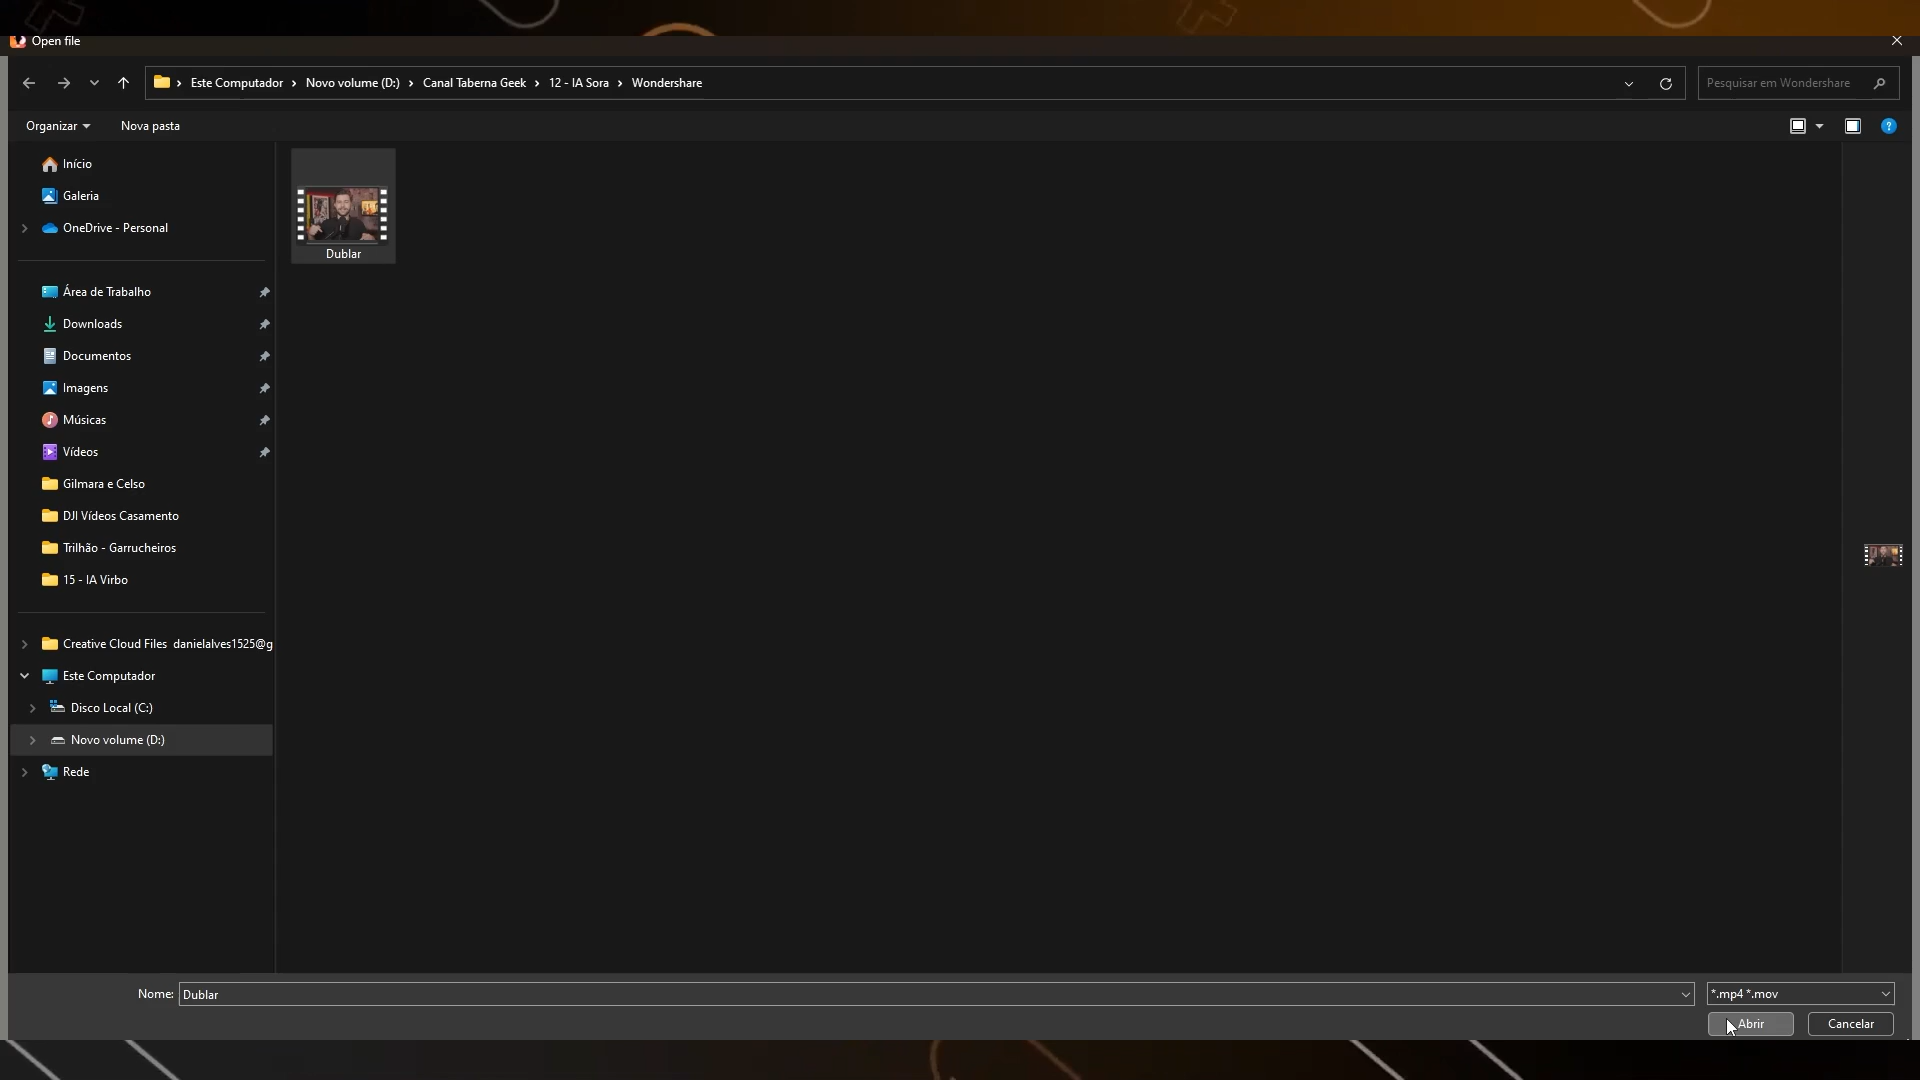 Open file
Este Computador > Novo volume (D:) > Canal Taberna Geek > 12 - IA Sora > Wondershare
Pesquisar em Wondershare
Organizar
Nova pasta
Início
Galeria
OneDrive - Personal
Dublar
Área de Trabalho
Downloads
Documentos
Imagens
Músicas
Vídeos
Gilmara e Celso
DJI Vídeos Casamento
Trilhão - Garrucheiros
15 - IA Virbo
Creative Cloud Files danielalves1525@g
Este Computador
Disco Local (C:)
Novo volume (D:)
Rede
Nome: Dublar
*.mp4 *.mov
Abrir
Cancelar